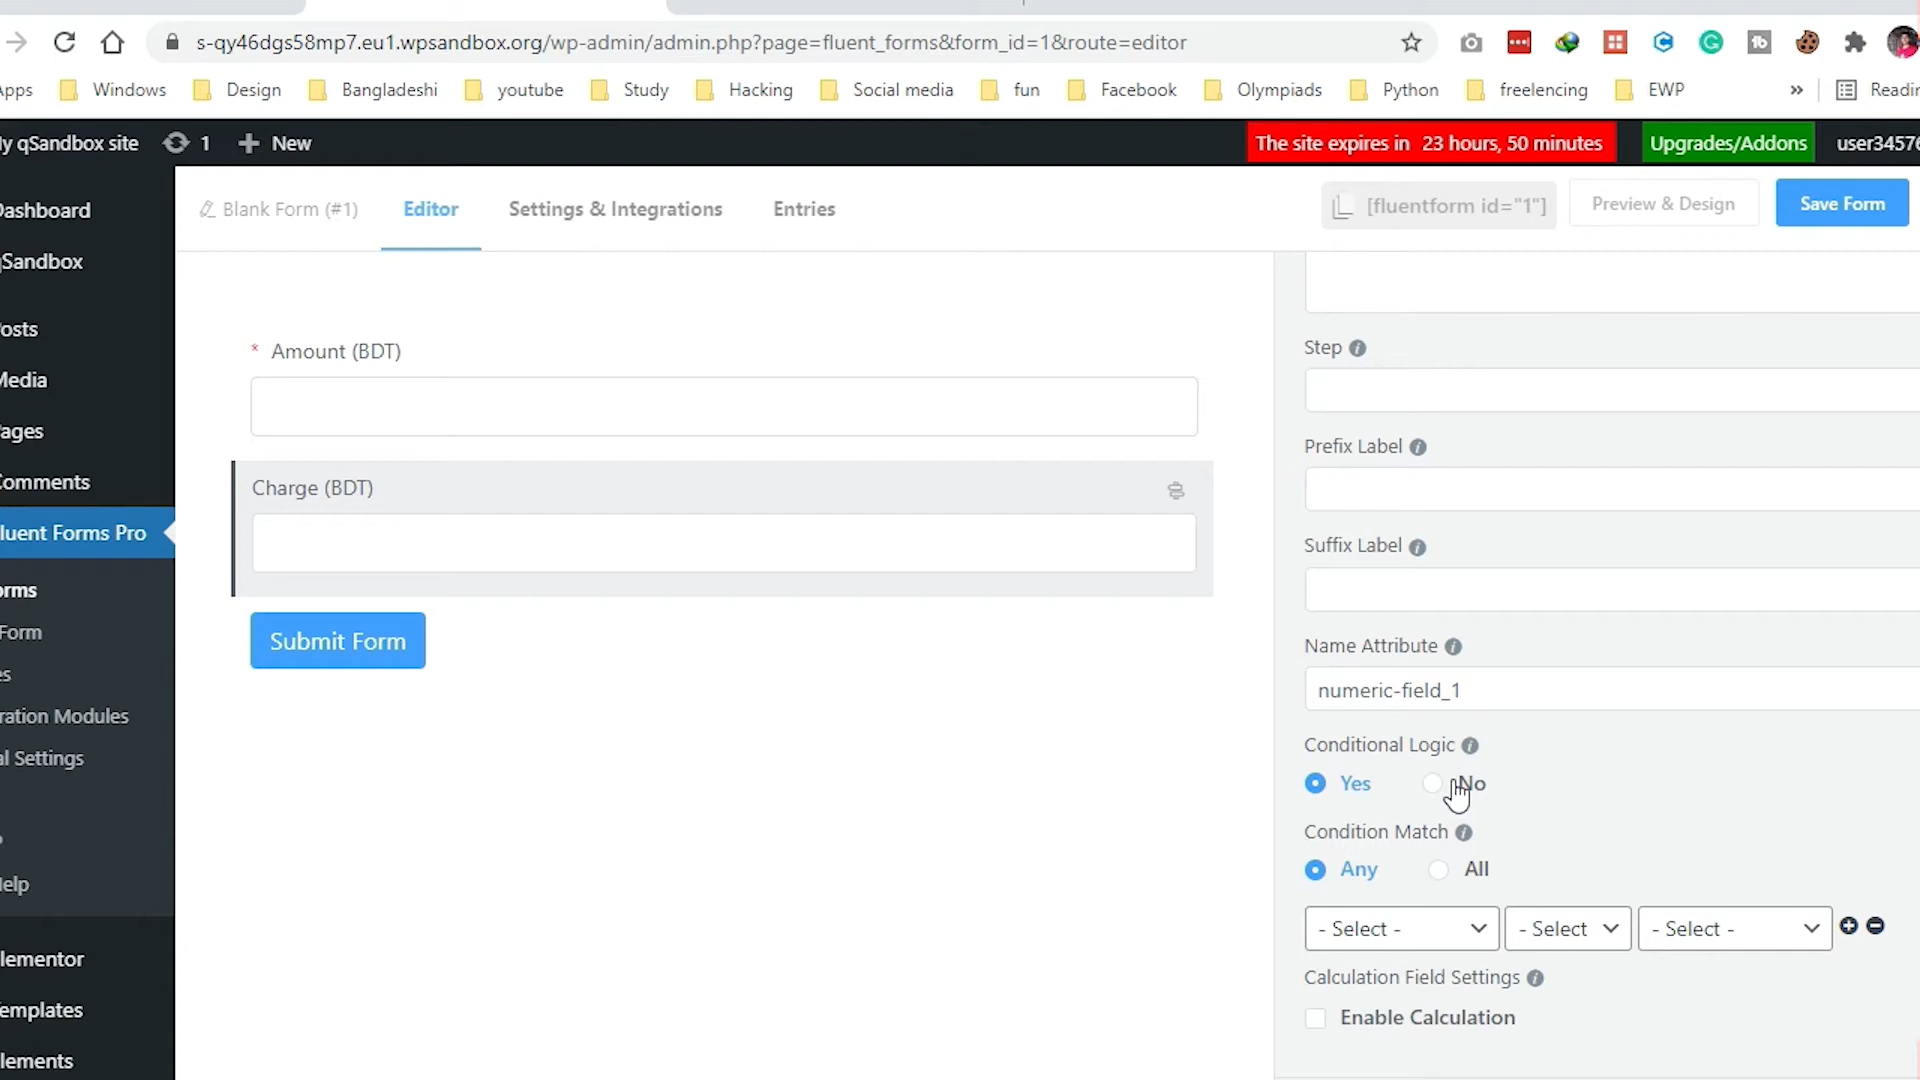 s-qy46dgs58mp7.eu1.wpsandbox.org/wp-admin/admin.php?page=fluent_forms&form_id=1&route=editor
pps Windows Design Bangladeshi youtube Study Hacking Social media fun Facebook Olympiads Python freelencing EWP » Readin
y qSandbox site 1 + New The site expires in 23 hours, 50 minutes Upgrades/Addons user3457
Blank Form (#1) Editor Settings & Integrations Entries [fluentform id="1"] Preview & Design Save Form
Dashboard
qSandbox
osts
Media
ages
Comments
luent Forms Pro
orms
Form
es
ration Modules
al Settings
Help
lementor
emplates
lements
* Amount (BDT)
Charge (BDT)
Submit Form
Step
Prefix Label
Suffix Label
Name Attribute
numeric-field_1
Conditional Logic
Yes No
Condition Match
Any All
- Select - - Select - Select -
Calculation Field Settings
Enable Calculation